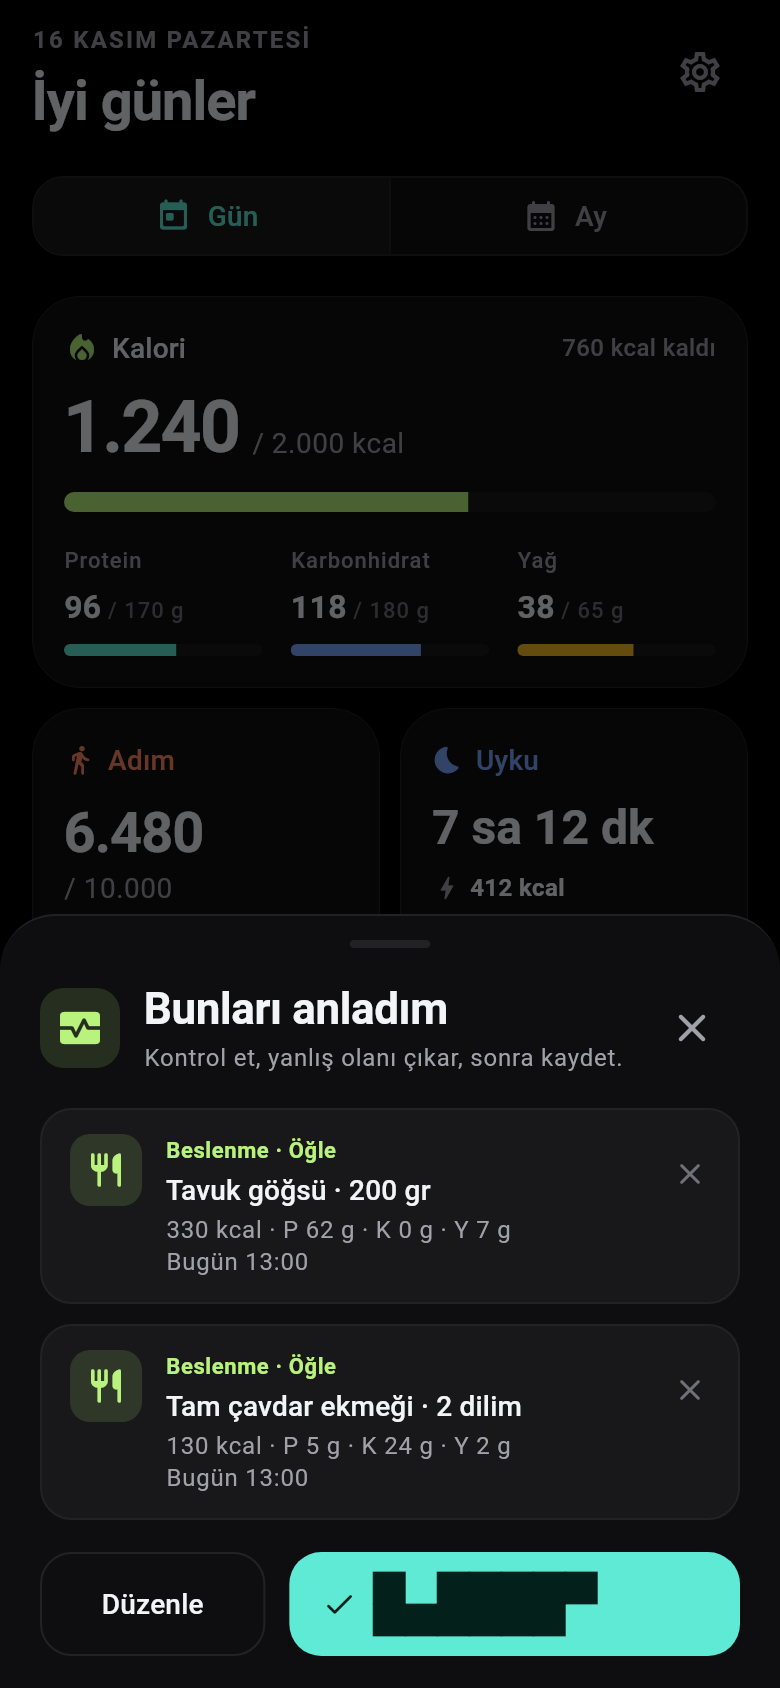 16 KASIM PAZARTESİ
İyi günler
Gün
Ay
Kalori
760 kcal kaldı
1.240 / 2.000 kcal
Protein
Karbonhidrat
Yağ
96 / 170 g
118 / 180 g
38 / 65 g
Adım
Uyku
6.480
7 sa 12 dk
/ 10.000
412 kcal
Bunları anladım
Kontrol et, yanlış olanı çıkar, sonra kaydet.
Beslenme · Öğle
Tavuk göğsü · 200 gr
330 kcal · P 62 g · K 0 g · Y 7 g
Bugün 13:00
Beslenme · Öğle
Tam çavdar ekmeği · 2 dilim
130 kcal · P 5 g · K 24 g · Y 2 g
Bugün 13:00
Düzenle